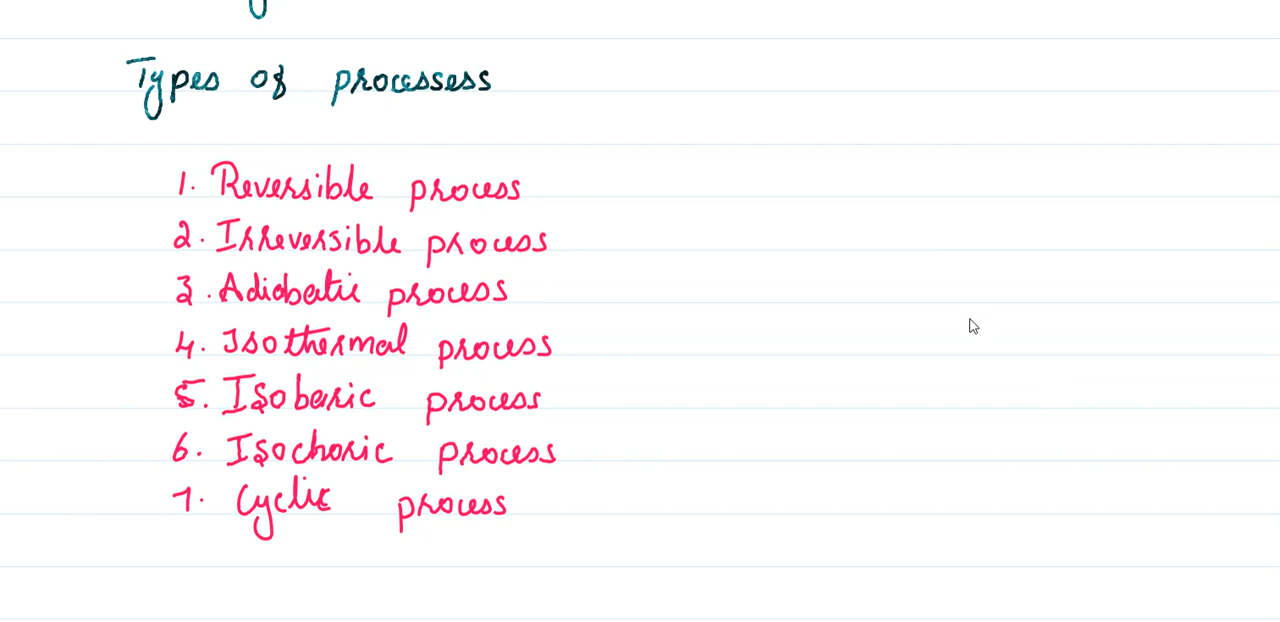 Types of processess
1. Reversible process
2. Irreversible process
3. Adiabatic process
4. Isothermal process
5. Isobaric process
6. Isochoric process
7. Cyclic process